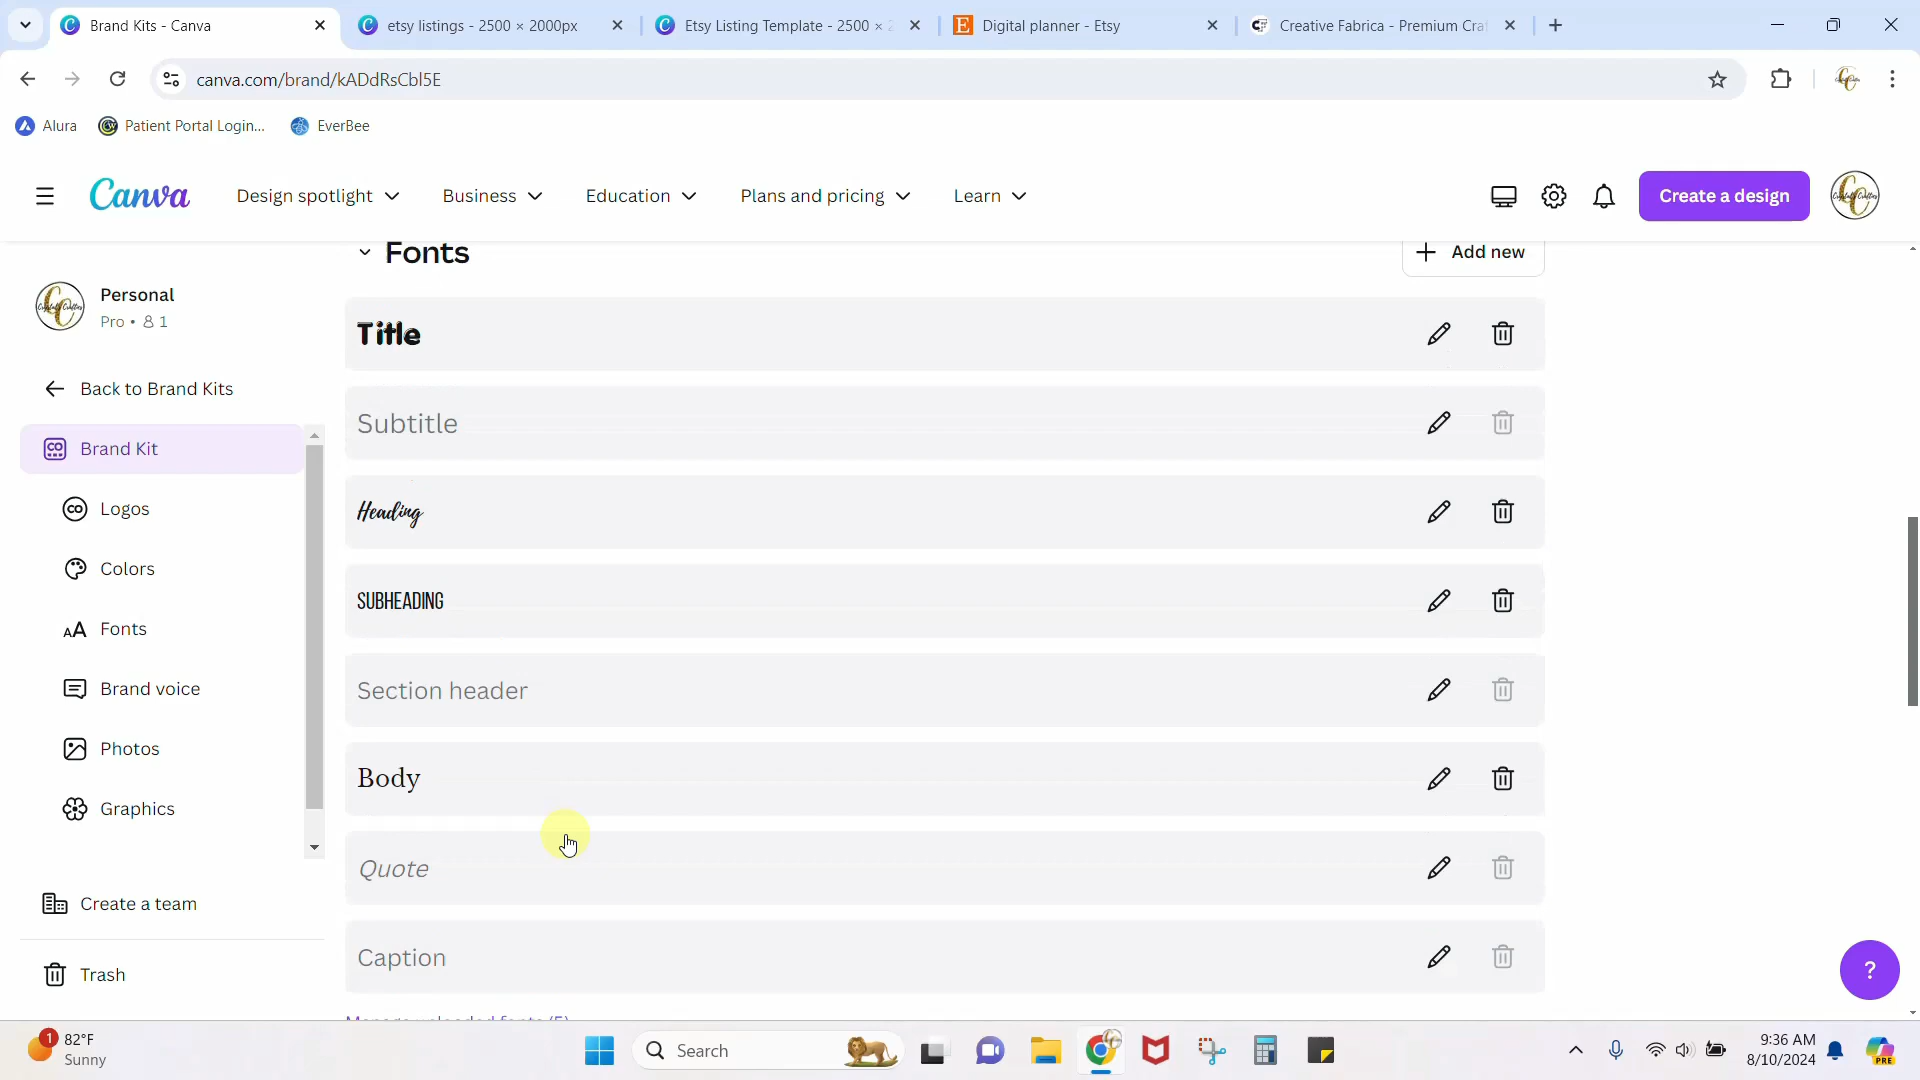 Brand Kits - Canva
etsy listings - 2500 × 2000px
Etsy Listing Template - 2500 ×
Digital planner - Etsy
Creative Fabrica - Premium Cra
canva.com/brand/kADdRsCbl5E
Alura
Patient Portal Login...
EverBee
Canva
Design spotlight
Business
Education
Plans and pricing
Learn
Create a design
Fonts
Add new
Personal
Pro • 1
Back to Brand Kits
Brand Kit
Logos
Colors
Fonts
Brand voice
Photos
Graphics
Create a team
Trash
Title
Subtitle
Heading
SUBHEADING
Section header
Body
Quote
Caption
?
1
82°F
Sunny
Search
9:36 AM
8/10/2024
PRE